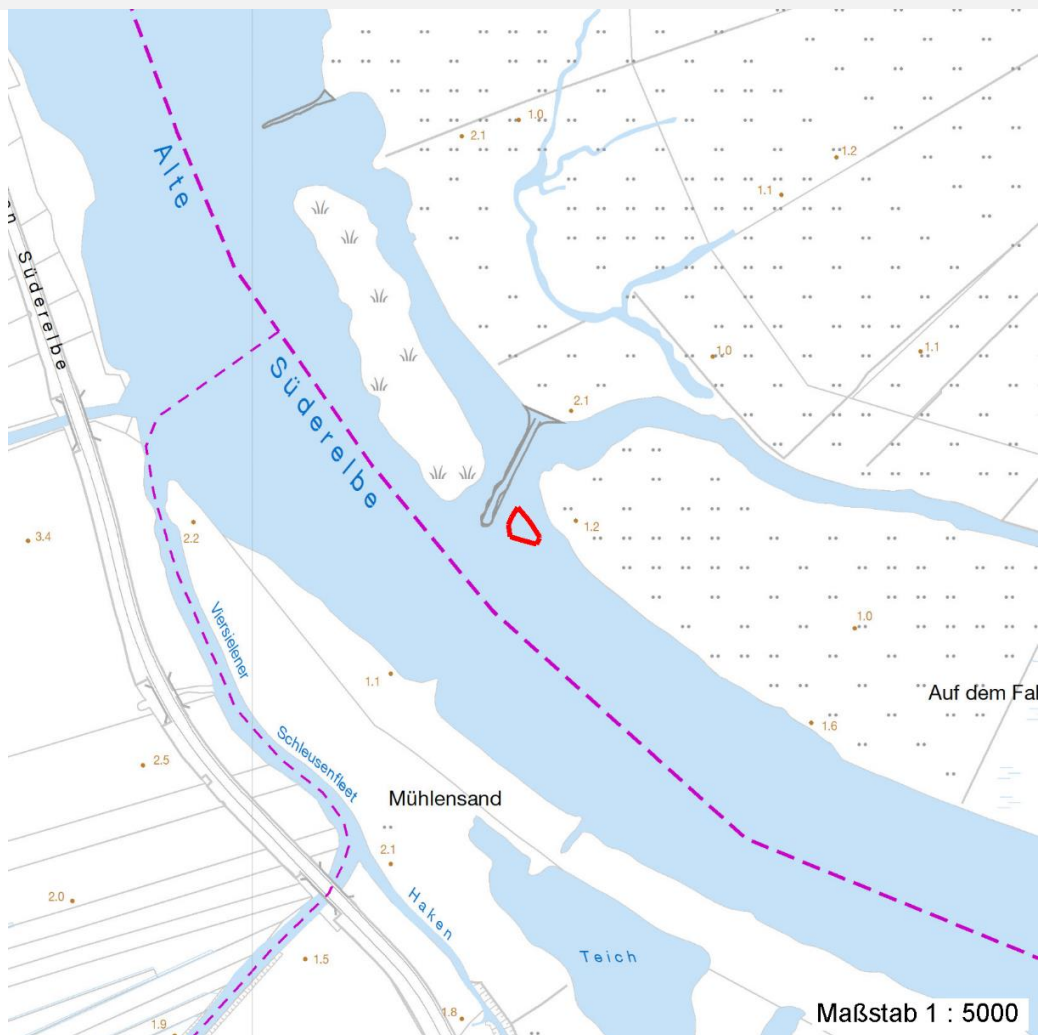 1.0
2.1
1.2
1.1
Alte
Süderelbe
Süderelbe
1.0
1.1
2.1
3.4
2.2
1.2
Viersielener
1.0
1.1
Auf dem Fal
1.6
2.5
Schleusenfleet
Mühlensand
2.1
2.0
Haken
1.5
Teich
1.8
1.9
Maßstab 1 : 5000